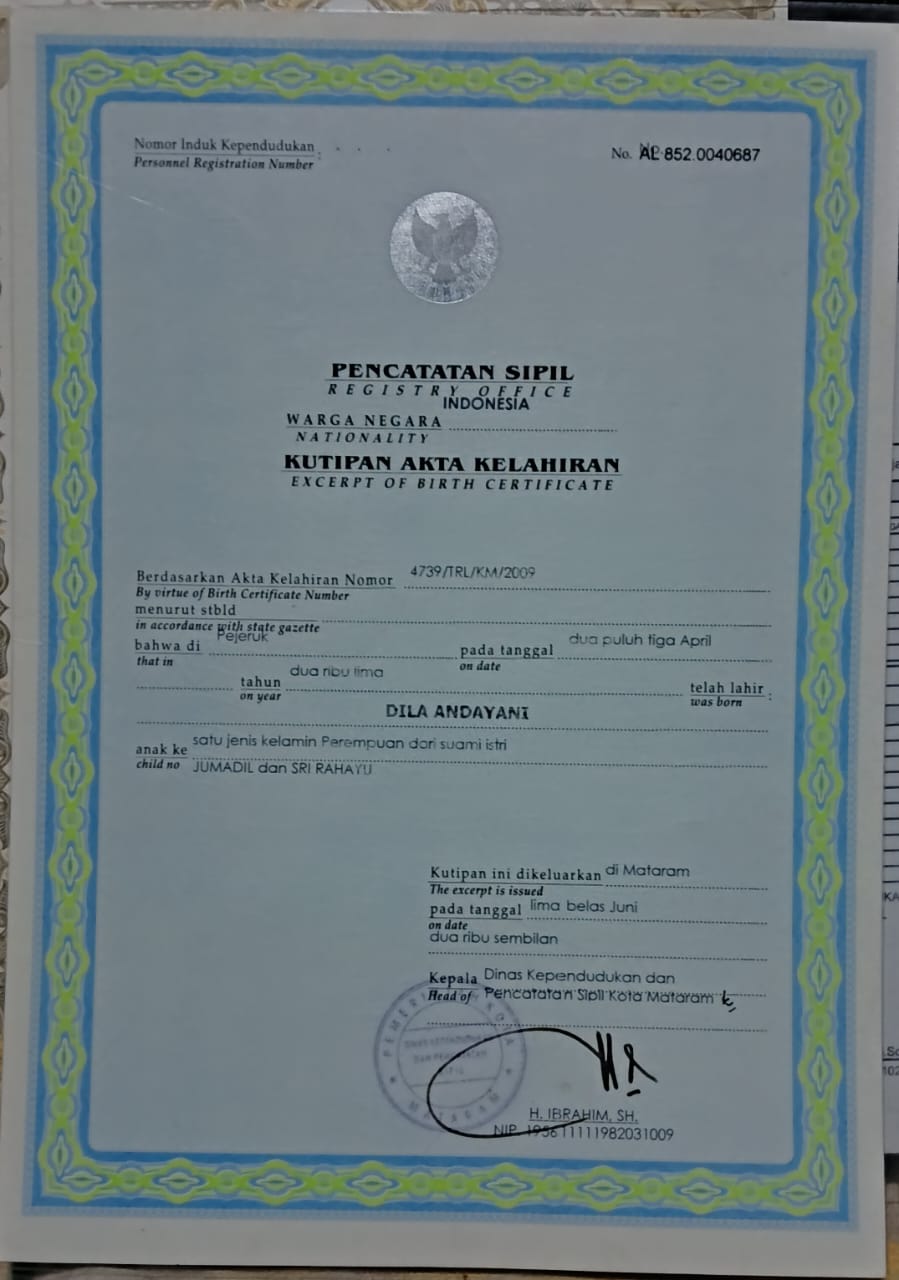 Nomor Induk Kependudukan :
Personnel Registration Number
No. AL 852.0040687
PENCATATAN SIPIL
REGISTRY OFFICE
INDONESIA
WARGA NEGARA
NATIONALITY
KUTIPAN AKTA KELAHIRAN
EXCERPT OF BIRTH CERTIFICATE
Berdasarkan Akta Kelahiran Nomor 4739/TRL/KM/2009
By virtue of Birth Certificate Number
menurut stbld
in accordance with state gazette
bahwa di Pejeruk pada tanggal dua puluh tiga April
that in on date
tahun dua ribu lima telah lahir :
on year was born
DILA ANDAYANI
anak ke satu jenis kelamin Perempuan dari suami istri
child no JUMADIL dan SRI RAHAYU
Kutipan ini dikeluarkan di Mataram
The excerpt is issued
pada tanggal lima belas Juni
on date
dua ribu sembilan
Kepala Dinas Kependudukan dan
Head of Pencatatan Sipil Kota Mataram
PEMERINTAH KOTA
MATARAM
H. IBRAHIM, SH.
NIP. 195611111982031009